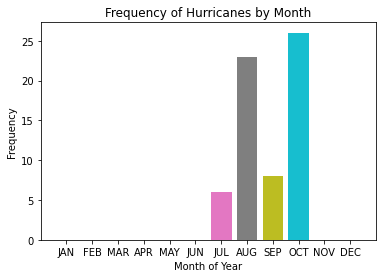 Frequency of Hurricanes by Month
Frequency
25
20
15
10
5
0
JAN FEB MAR APR MAY JUN JUL AUG SEP OCT NOV DEC
Month of Year